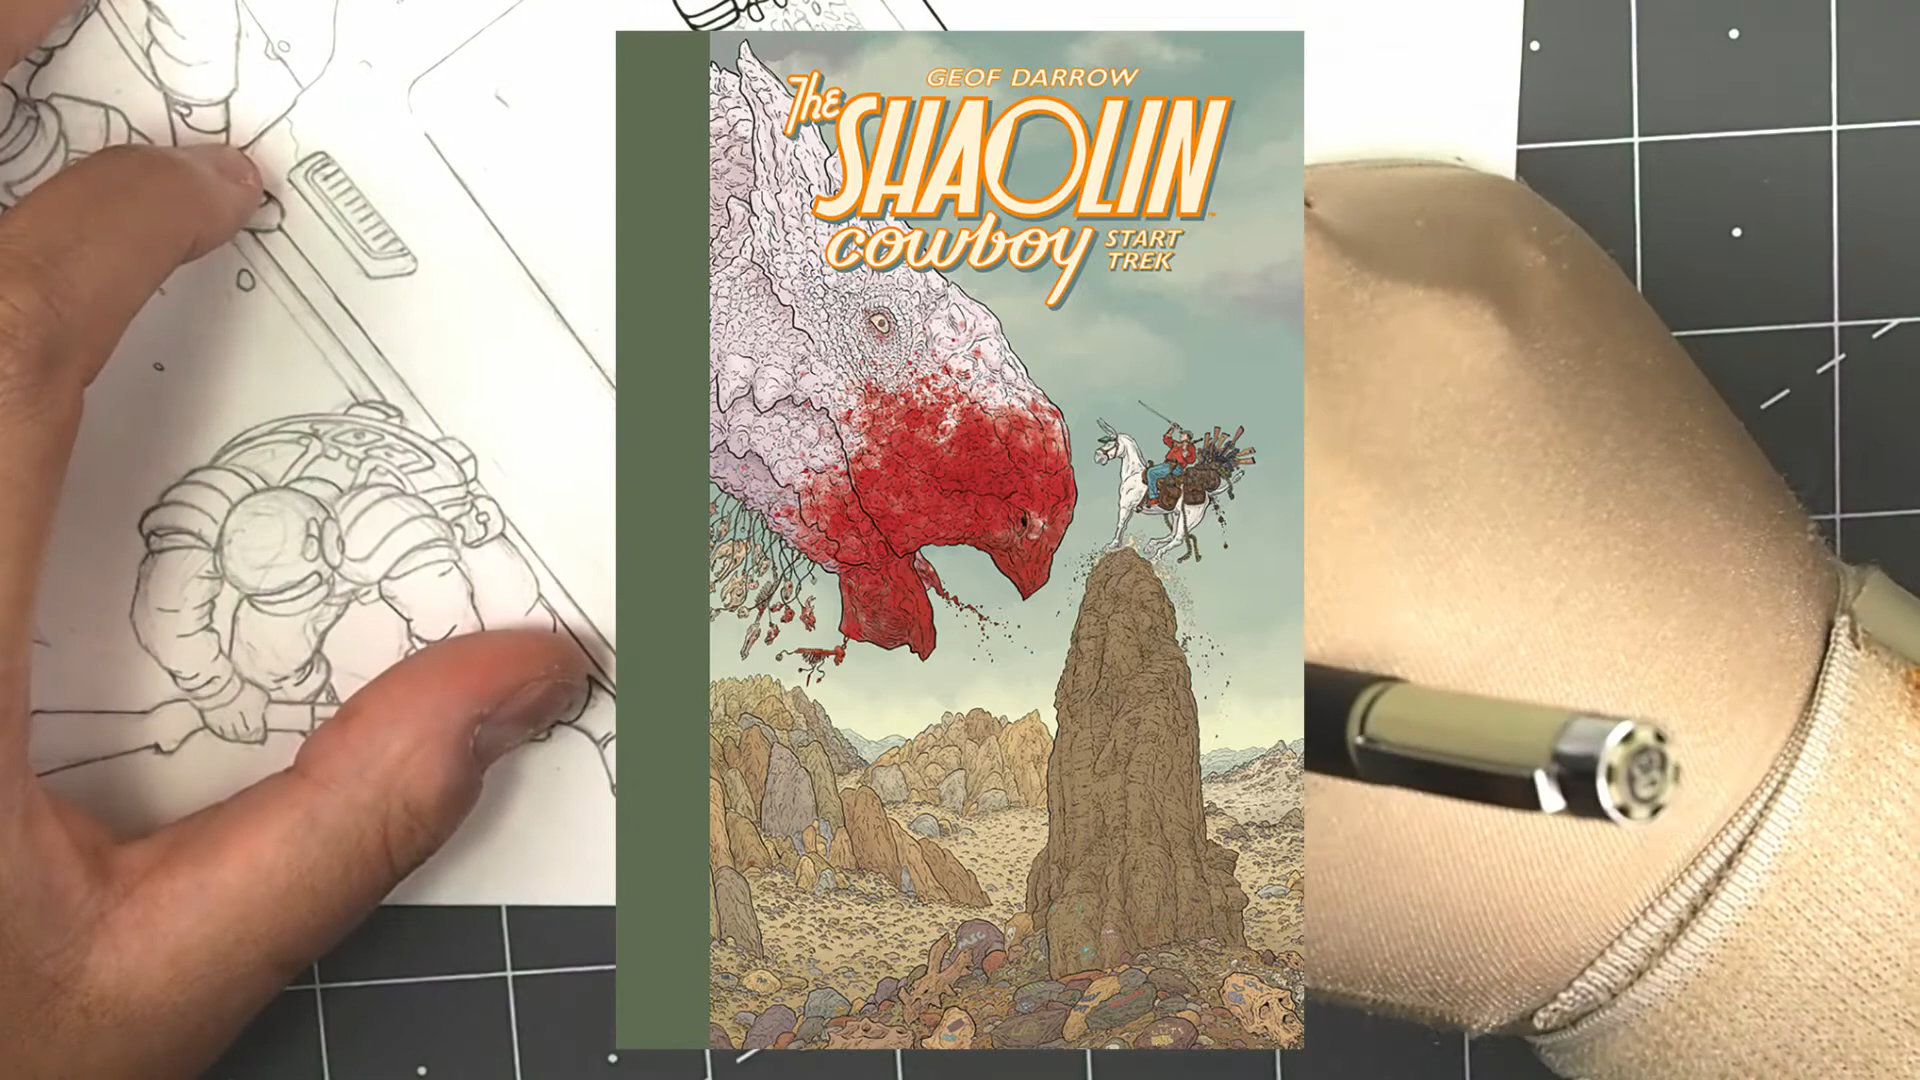 GEOF DARROW
The
SHAOLIN
cowboy
START
TREK